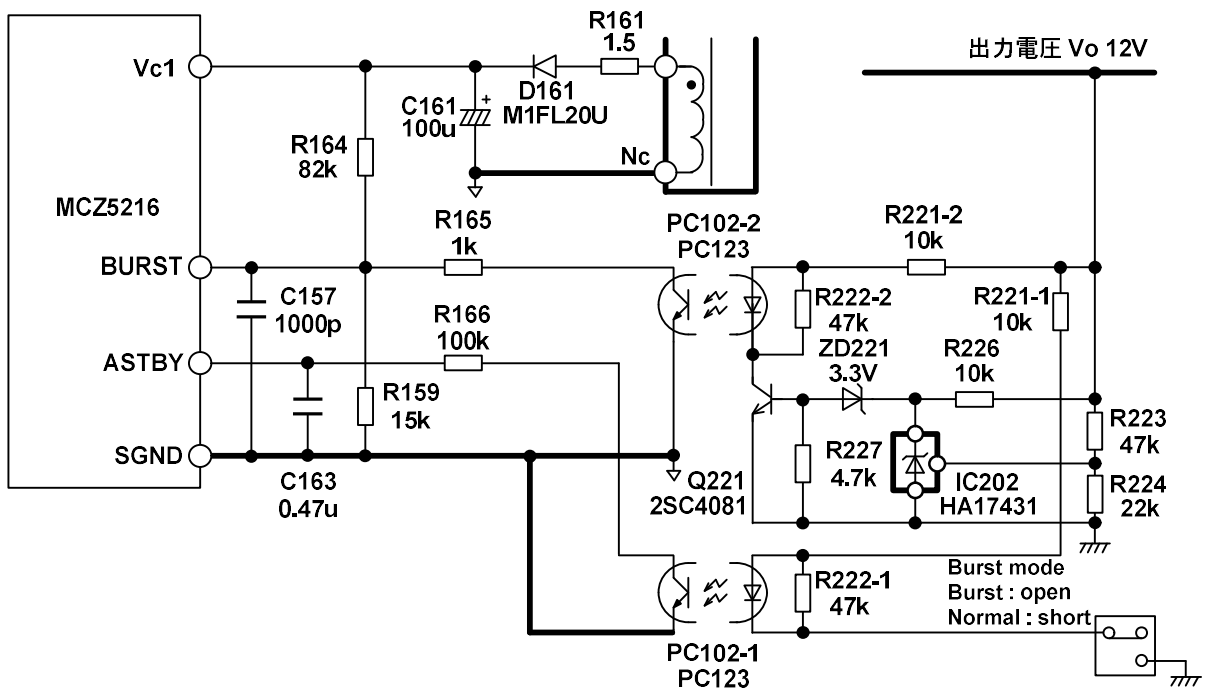 R161
1.5
出力電圧 Vo 12V
Vc1
D161
M1FL20U
C161
+
100u
R164
82k
Nc
MCZ5216
R165
1k
PC102-2
PC123
R221-2
10k
BURST
C157
1000p
R222-2
47k
R221-1
10k
R166
100k
ZD221
3.3V
R226
10k
ASTBY
R159
15k
R223
47k
SGND
R227
4.7k
C163
0.47u
Q221
2SC4081
IC202
HA17431
R224
22k
Burst mode
Burst : open
Normal : short
R222-1
47k
PC102-1
PC123